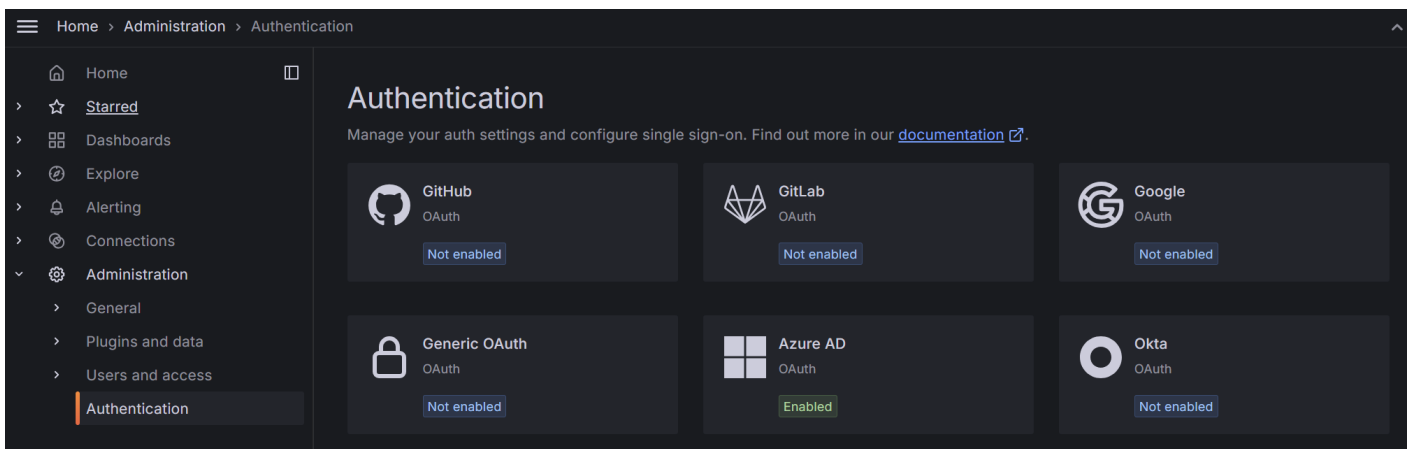 Home › Administration › Authentication
Home
Starred
Dashboards
Explore
Alerting
Connections
Administration
General
Plugins and data
Users and access
Authentication
Authentication
Manage your auth settings and configure single sign-on. Find out more in our documentation.
GitHub
OAuth
Not enabled
GitLab
OAuth
Not enabled
Google
OAuth
Not enabled
Generic OAuth
OAuth
Not enabled
Azure AD
OAuth
Enabled
Okta
OAuth
Not enabled